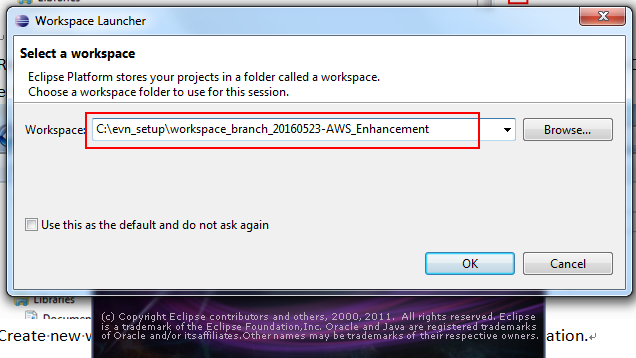 Libraries
Workspace Launcher
Select a workspace
Eclipse Platform stores your projects in a folder called a workspace.
Choose a workspace folder to use for this session.
Workspace: C:\evn_setup\workspace_branch_20160523-AWS_Enhancement Browse...
Use this as the default and do not ask again
OK Cancel
Libraries
(c) Copyright Eclipse contributors and others, 2000, 2011. All rights reserved. Eclipse
is a trademark of the Eclipse Foundation,Inc. Oracle and Java are registered trademarks
of Oracle and/or itsaffiliates.Other names may be trademarks of their respective owners.
Create new